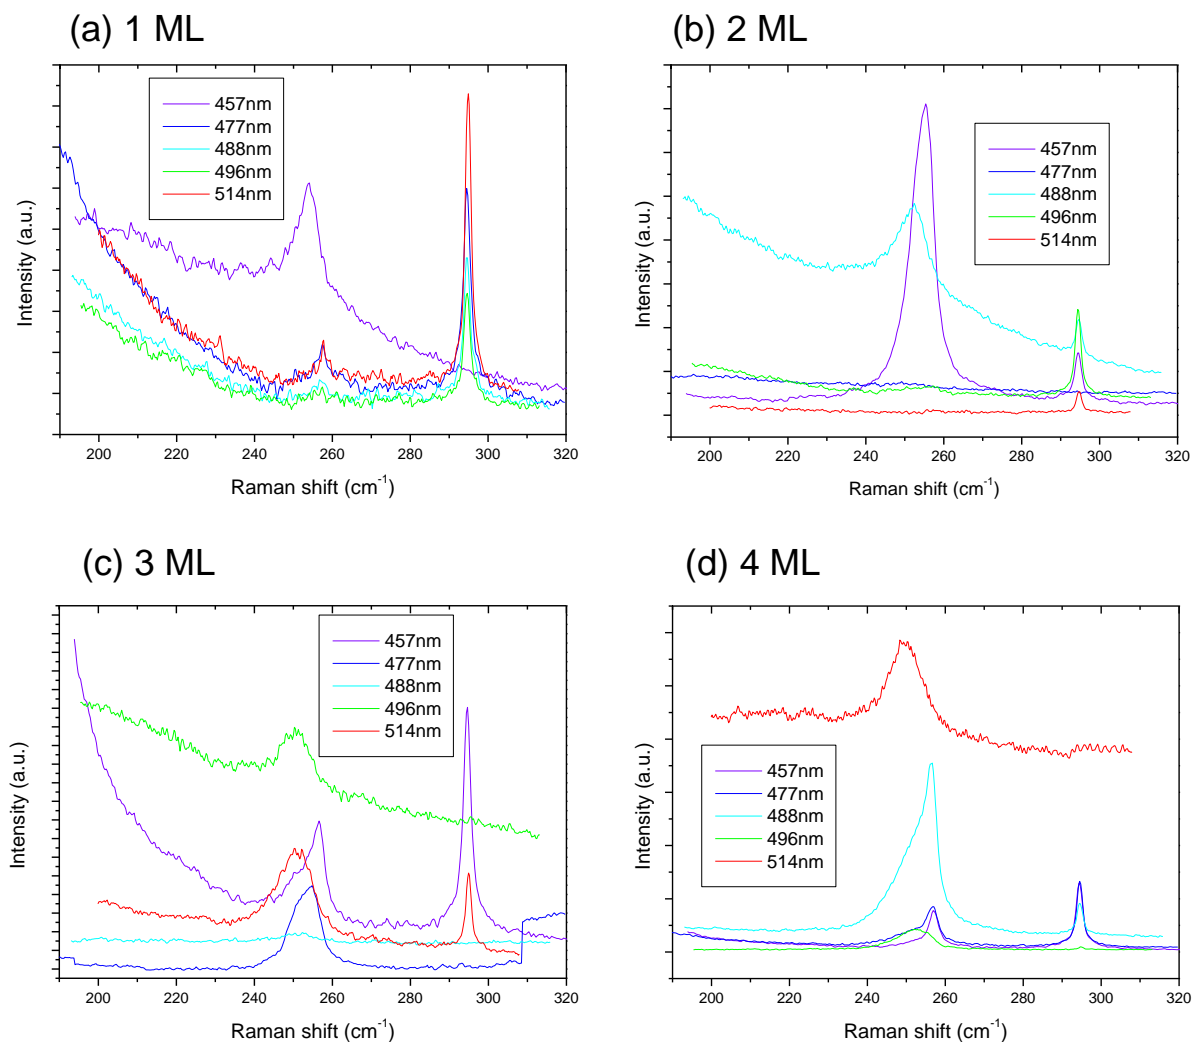 (a) 1 ML
Intensity (a.u.)
457nm
477nm
488nm
496nm
514nm
200 220 240 260 280 300 320
Raman shift (cm-1)
(b) 2 ML
Intensity (a.u.)
457nm
477nm
488nm
496nm
514nm
200 220 240 260 280 300 320
Raman shift (cm-1)
(c) 3 ML
Intensity (a.u.)
457nm
477nm
488nm
496nm
514nm
200 220 240 260 280 300 320
Raman shift (cm-1)
(d) 4 ML
Intensity (a.u.)
457nm
477nm
488nm
496nm
514nm
200 220 240 260 280 300 320
Raman shift (cm-1)